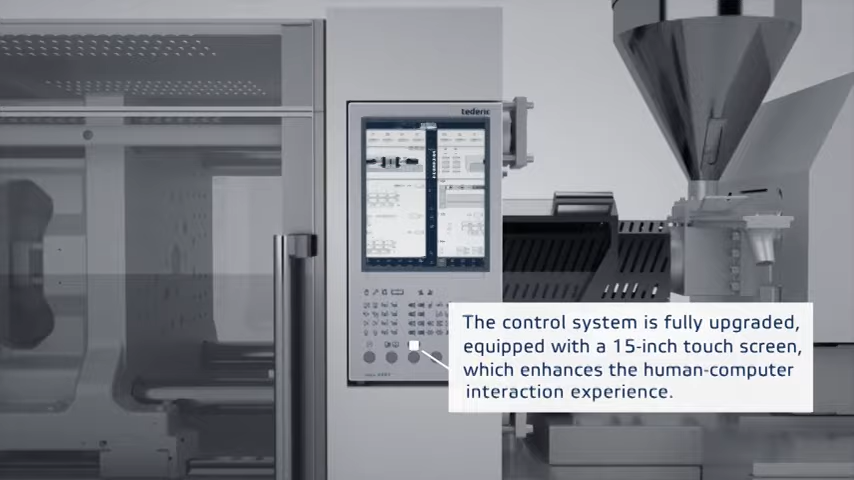 tederic
The control system is fully upgraded,
equipped with a 15-inch touch screen,
which enhances the human-computer
interaction experience.